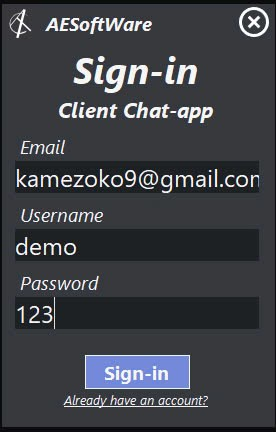 AESoftWare
Sign-in
Client Chat-app
Email
kamezoko9@gmail.com
Username
demo
Password
123
Sign-in
Already have an account?